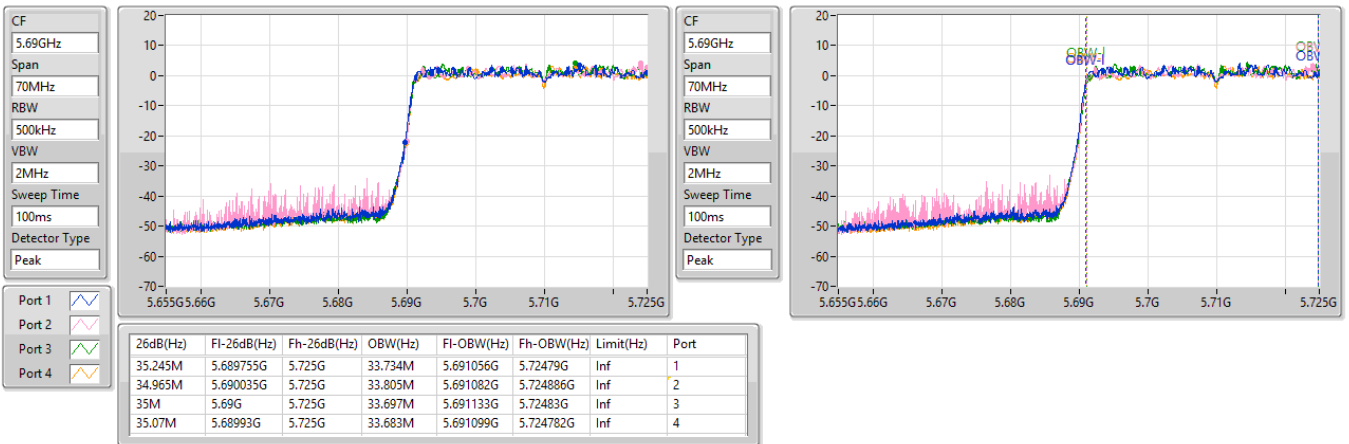 CF
5.69GHz
Span
70MHz
RBW
500kHz
VBW
2MHz
Sweep Time
100ms
Detector Type
Peak
20
10
0
-10
-20
-30
-40
-50
-60
-70
5.655G 5.66G 5.67G 5.68G 5.69G 5.7G 5.71G 5.725G
CF
5.69GHz
Span
70MHz
RBW
500kHz
VBW
2MHz
Sweep Time
100ms
Detector Type
Peak
20
10
0
-10
-20
-30
-40
-50
-60
-70
OBW-l
OBW-l
OBV
OBV
5.655G 5.66G 5.67G 5.68G 5.69G 5.7G 5.71G 5.725G
Port 1
Port 2
Port 3
Port 4
26dB(Hz) Fl-26dB(Hz) Fh-26dB(Hz) OBW(Hz) Fl-OBW(Hz) Fh-OBW(Hz) Limit(Hz) Port
35.245M 5.689755G 5.725G 33.734M 5.691056G 5.72479G Inf 1
34.965M 5.690035G 5.725G 33.805M 5.691082G 5.724886G Inf 2
35M 5.69G 5.725G 33.697M 5.691133G 5.72483G Inf 3
35.07M 5.68993G 5.725G 33.683M 5.691099G 5.724782G Inf 4